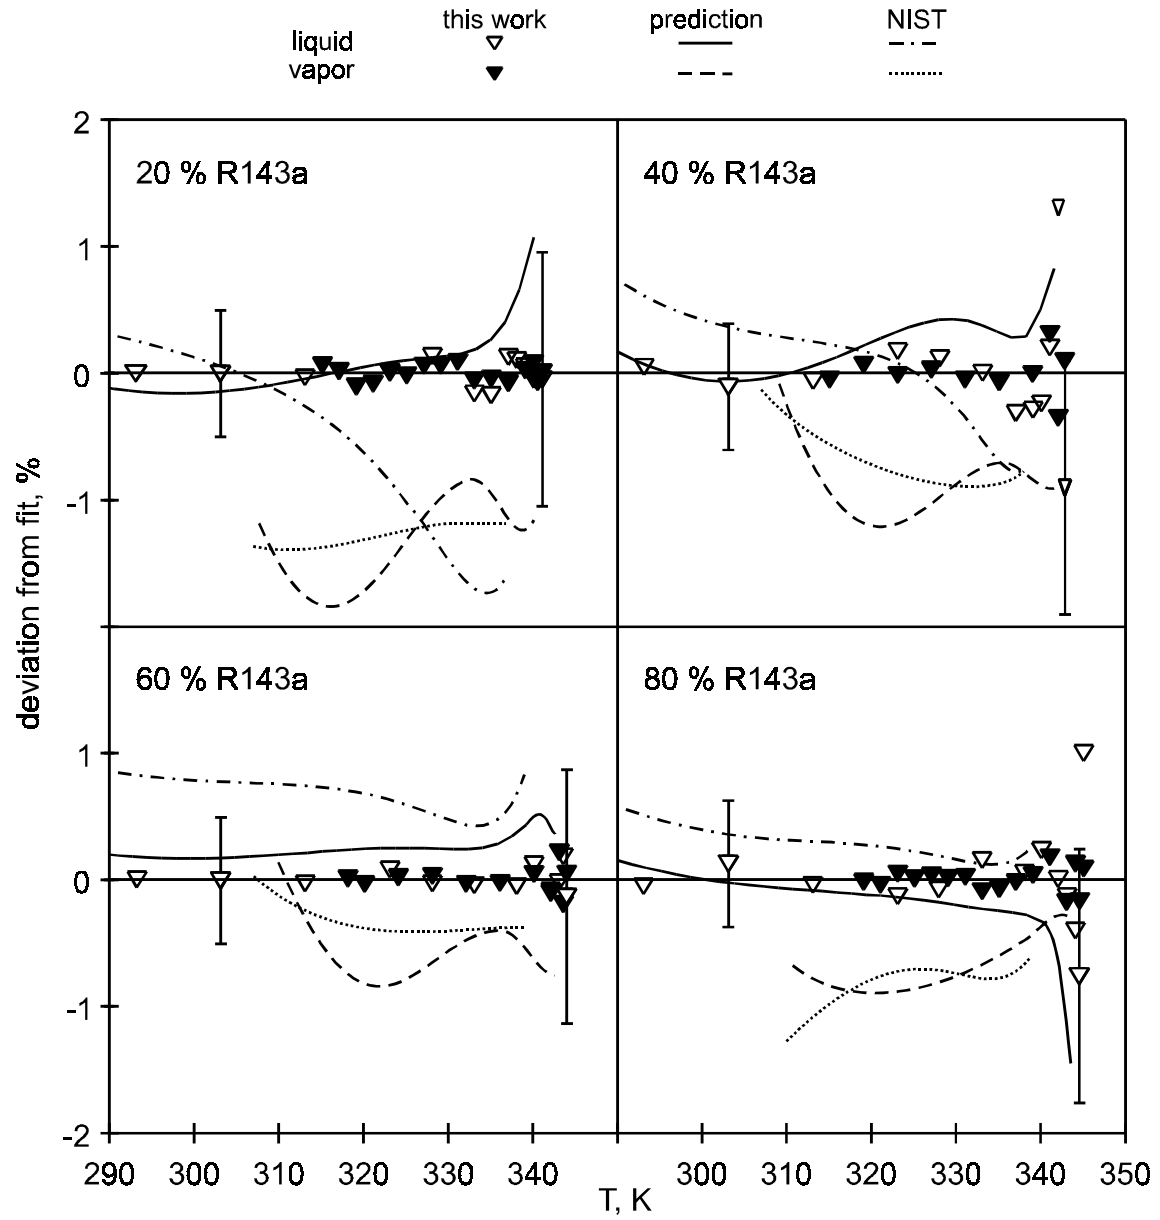 this work prediction NIST
liquid
vapor
2
20 % R143a 40 % R143a
1
0
-1
deviation from fit, %
60 % R143a 80 % R143a
1
0
-1
-2
290 300 310 320 330 340 300 310 320 330 340 350
T, K